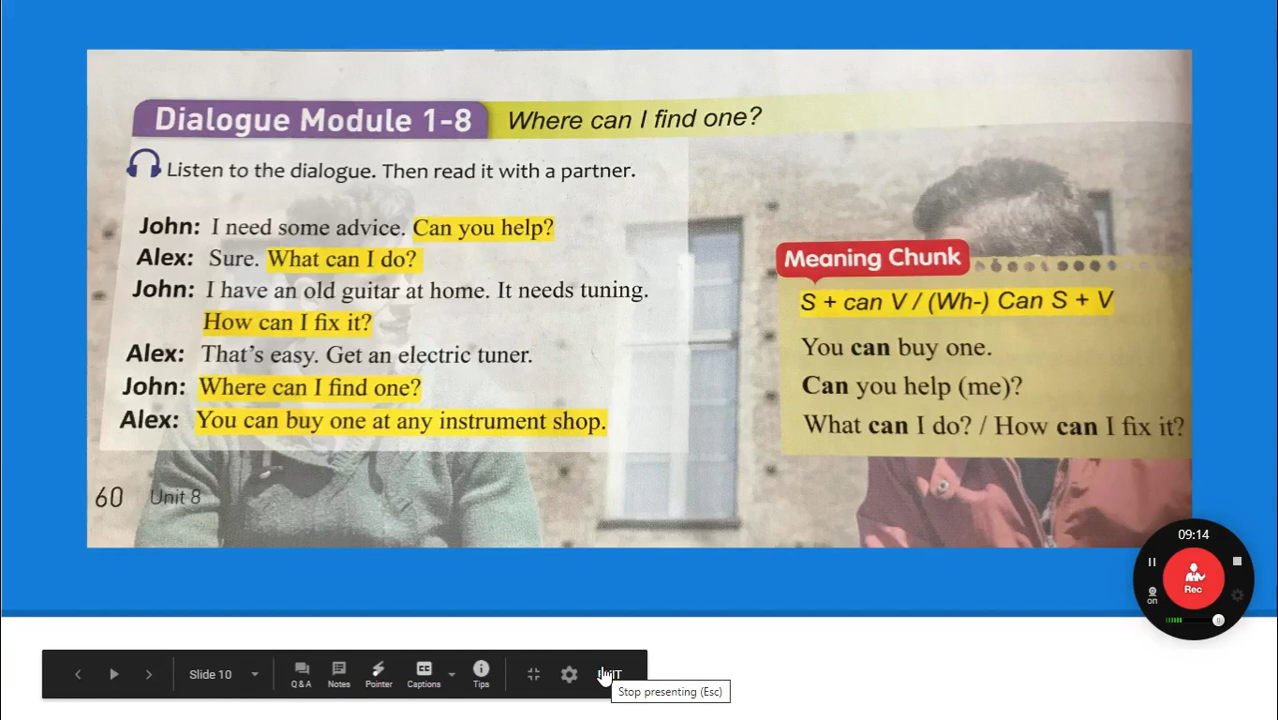 Dialogue Module 1-8 Where can I find one?
Listen to the dialogue. Then read it with a partner.
John: I need some advice. Can you help?
Alex: Sure. What can I do?
John: I have an old guitar at home. It needs tuning.
How can I fix it?
Alex: That's easy. Get an electric tuner.
John: Where can I find one?
Alex: You can buy one at any instrument shop.
60 Unit 8
Meaning Chunk
S + can V / (Wh-) Can S + V
You can buy one.
Can you help (me)?
What can I do? / How can I fix it?
09:14
Rec
on
Slide 10
Q&A
Notes
Pointer
Captions
Tips
Stop presenting (Esc)